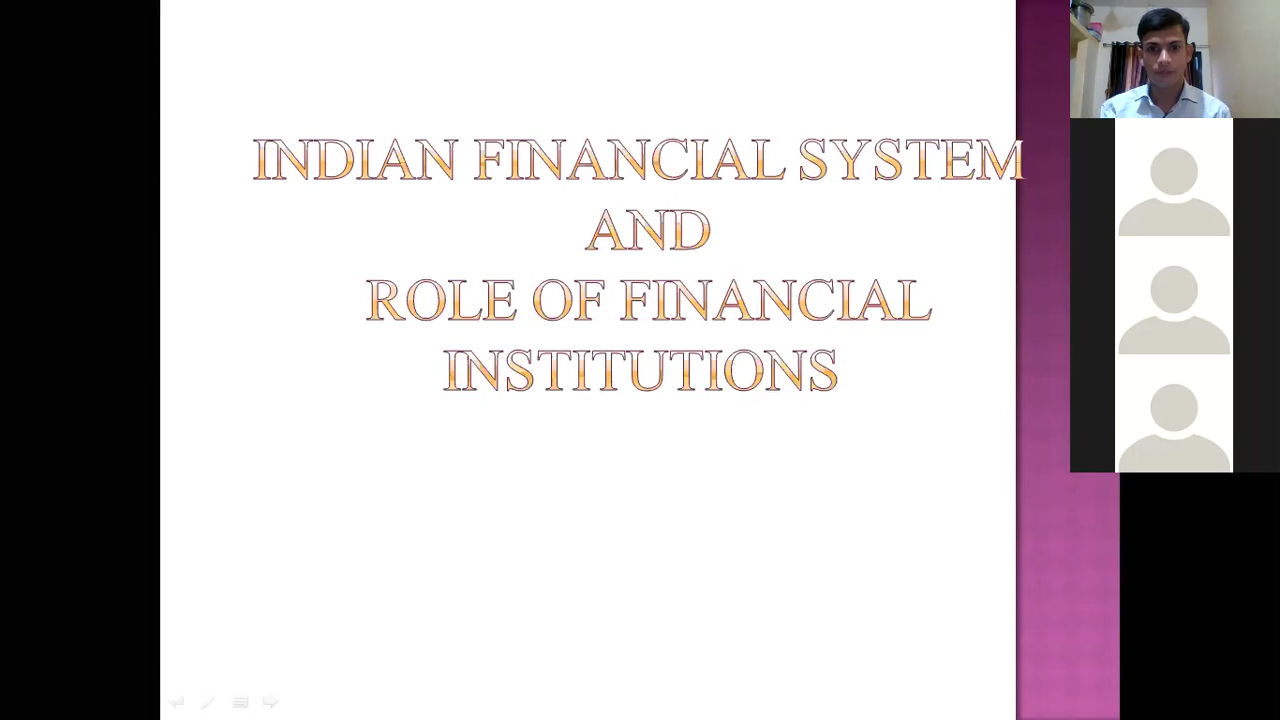 INDIAN FINANCIAL SYSTEM
AND
ROLE OF FINANCIAL
INSTITUTIONS